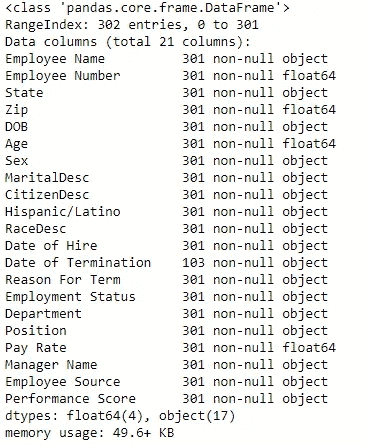 <class 'pandas.core.frame.DataFrame'>
RangeIndex: 302 entries, 0 to 301
Data columns (total 21 columns):
Employee Name 301 non-null object
Employee Number 301 non-null float64
State 301 non-null object
Zip 301 non-null float64
DOB 301 non-null object
Age 301 non-null float64
Sex 301 non-null object
MaritalDesc 301 non-null object
CitizenDesc 301 non-null object
Hispanic/Latino 301 non-null object
RaceDesc 301 non-null object
Date of Hire 301 non-null object
Date of Termination 103 non-null object
Reason For Term 301 non-null object
Employment Status 301 non-null object
Department 301 non-null object
Position 301 non-null object
Pay Rate 301 non-null float64
Manager Name 301 non-null object
Employee Source 301 non-null object
Performance Score 301 non-null object
dtypes: float64(4), object(17)
memory usage: 49.6+ KB